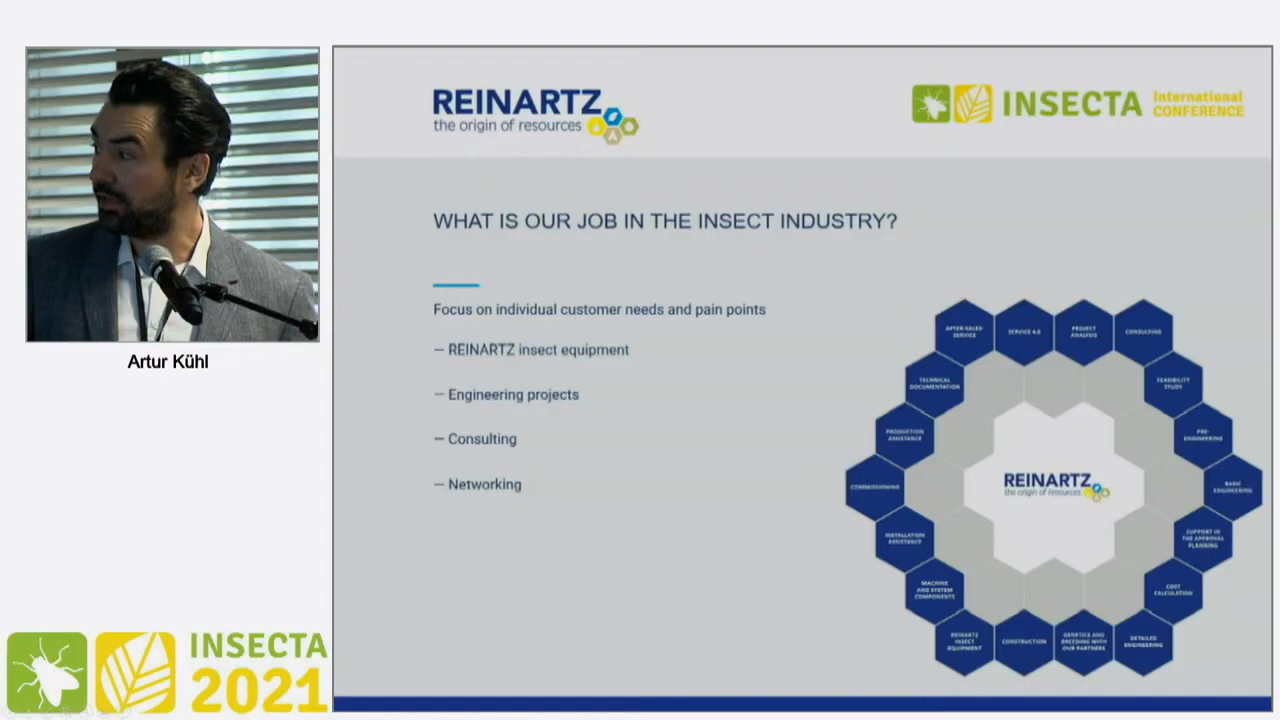 Artur Kühl
INSECTA
2021
REINARTZ
the origin of resources
INSECTA
International
CONFERENCE
WHAT IS OUR JOB IN THE INSECT INDUSTRY?
Focus on individual customer needs and pain points
– REINARTZ insect equipment
– Engineering projects
– Consulting
– Networking
AFTER-SALES-
SERVICE
SERVICE 4.0
PROJECT
ANALYSIS
CONSULTING
TECHNICAL
DOCUMENTATION
FEASIBILITY
STUDY
PRODUCTION
ASSISTANCE
PRE-
ENGINEERING
COMMISSIONING
REINARTZ
the origin of resources
BASIC
ENGINEERING
INSTALLATION
ASSISTANCE
SUPPORT IN
THE APPROVAL
PLANNING
MACHINE
AND SYSTEM
COMPONENTS
COST
CALCULATION
REINARTZ
INSECT
EQUIPMENT
CONSTRUCTION
GENETICS AND
BREEDING WITH
OUR PARTNERS
DETAILED
ENGINEERING